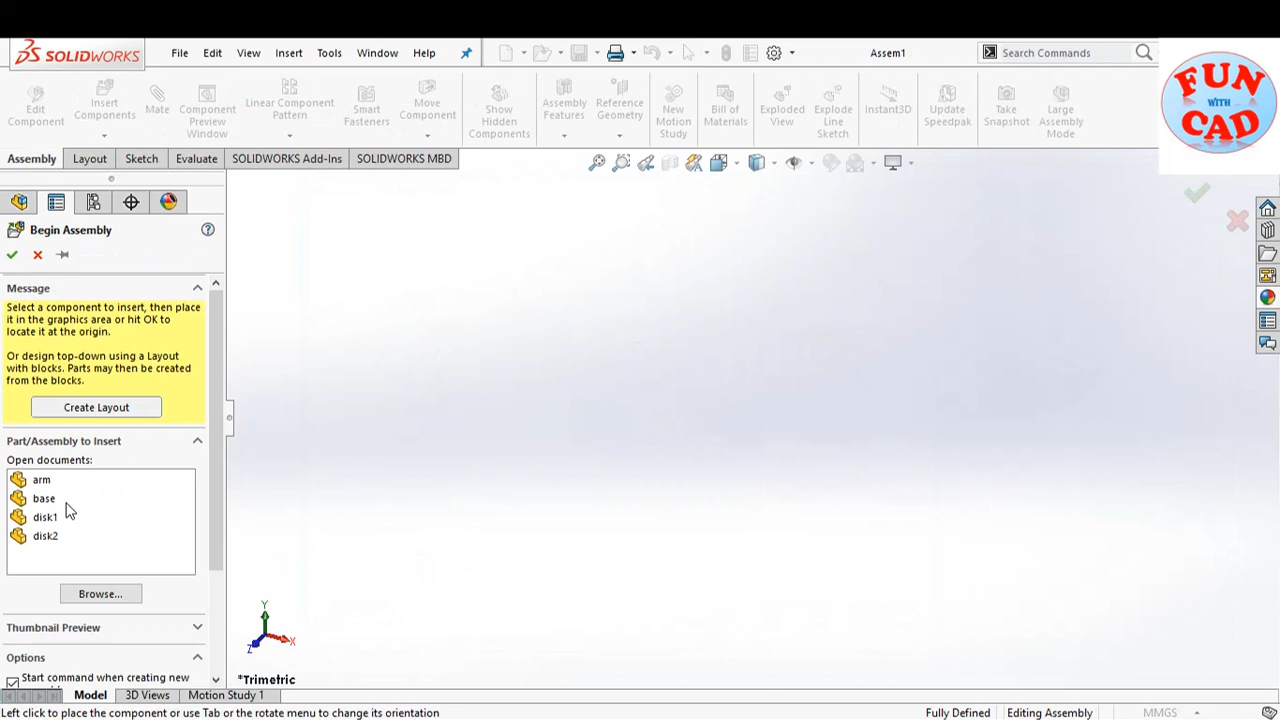 SOLIDWORKS
File Edit View Insert Tools Window Help
Assem1
Search Commands
FUN
WITH
CAD
Edit
Component
Insert
Components
Mate
Component
Preview
Window
Linear Component
Pattern
Smart
Fasteners
Move
Component
Show
Hidden
Components
Assembly
Features
Reference
Geometry
New
Motion
Study
Bill of
Materials
Exploded
View
Explode
Line
Sketch
Instant3D
Update
Speedpak
Take
Snapshot
Large
Assembly
Mode
Assembly Layout Sketch Evaluate SOLIDWORKS Add-Ins SOLIDWORKS MBD
Begin Assembly
Message
Select a component to insert, then place
it in the graphics area or hit OK to
locate it at the origin.
Or design top-down using a Layout
with blocks. Parts may then be created
from the blocks.
Create Layout
Part/Assembly to Insert
Open documents:
arm
base
disk1
disk2
Browse...
Thumbnail Preview
Options
Start command when creating new
Y
X
Z
*Trimetric
Model 3D Views Motion Study 1
Left click to place the component or use Tab or the rotate menu to change its orientation
Fully Defined Editing Assembly MMGS